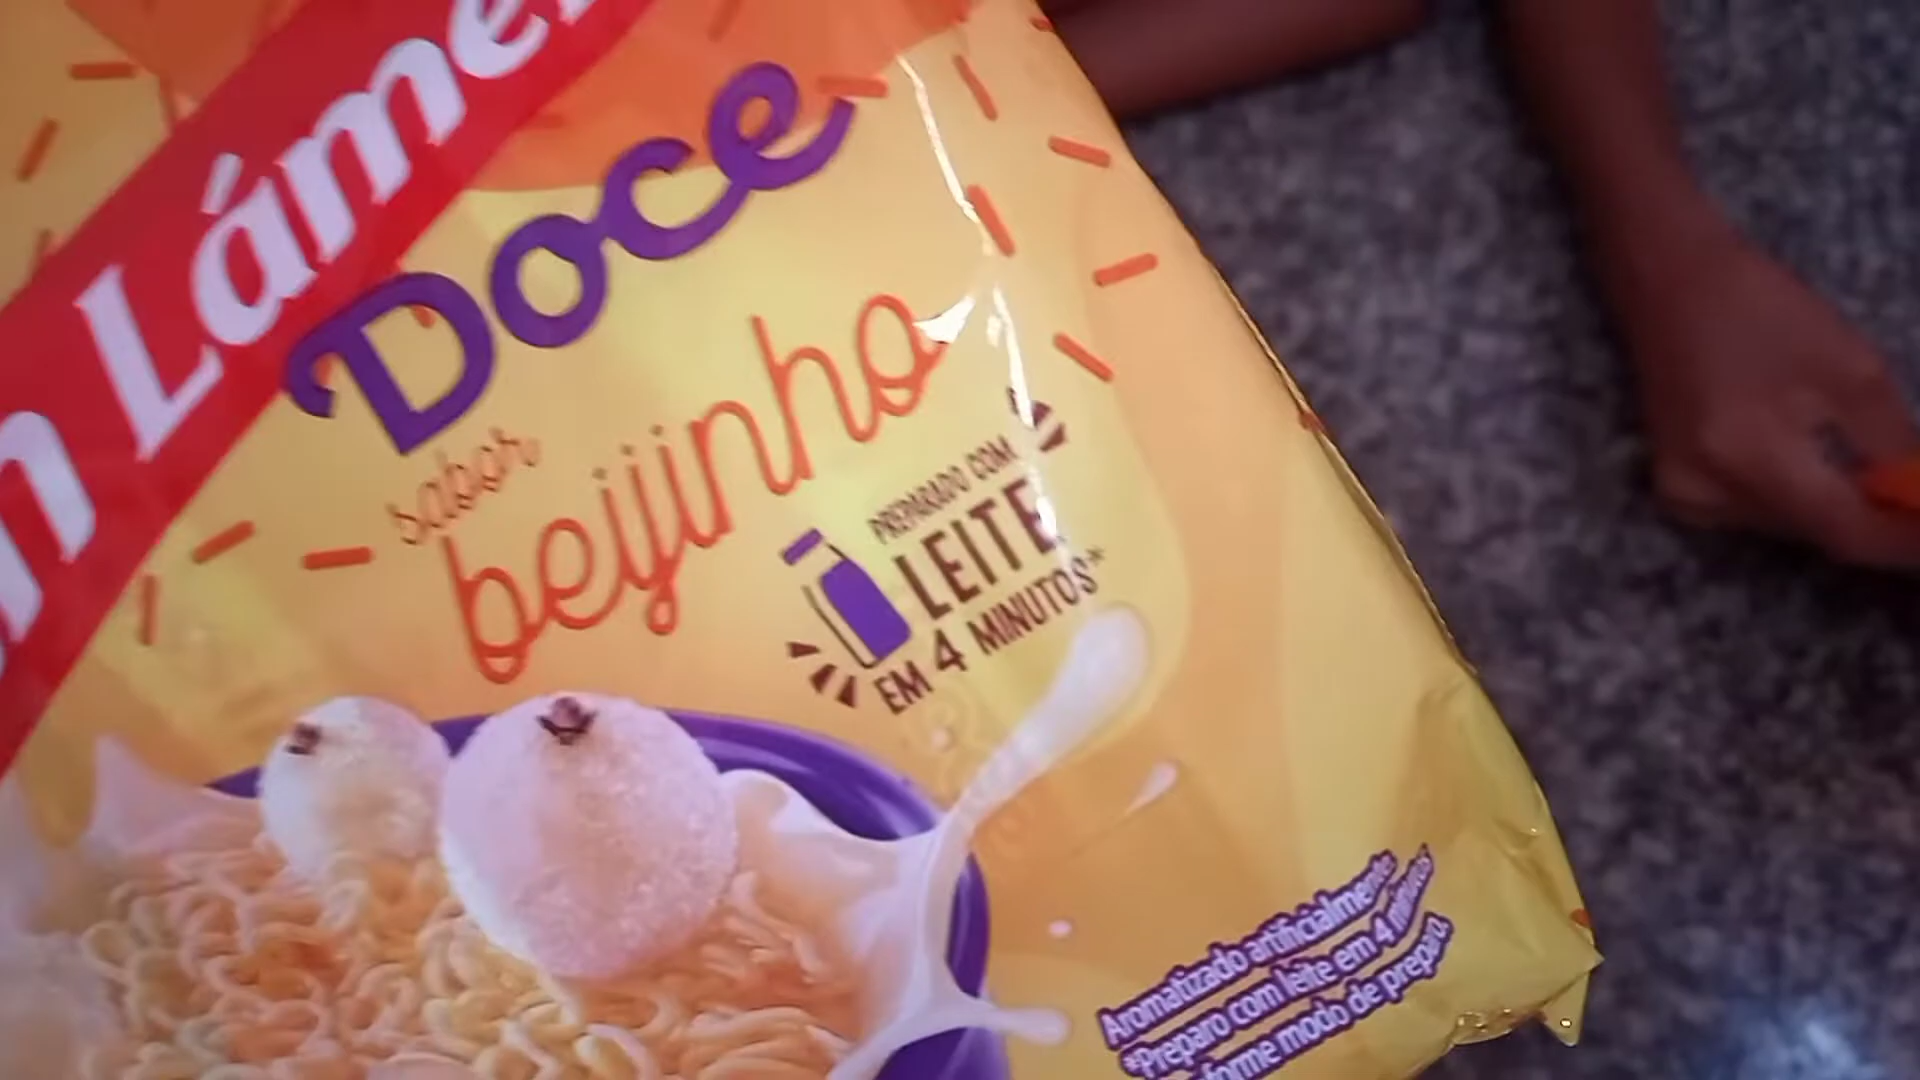 n Lámen
Doce
sabor
beijinho
PREPARADO COM
LEITE
EM 4 MINUTOS*
Aromatizado artificialmente
*Preparo com leite em 4 minutos
forme modo de preparo